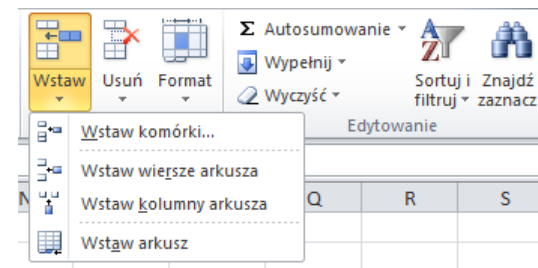 Wstaw Usuń Format
Σ Autosumowanie
Wypełnij
Wyczyść
Sortuj i
filtruj
Znajdź
zaznacz
Edytowanie
Wstaw komórki...
Wstaw wiersze arkusza
Wstaw kolumny arkusza
Wstaw arkusz
Q R S